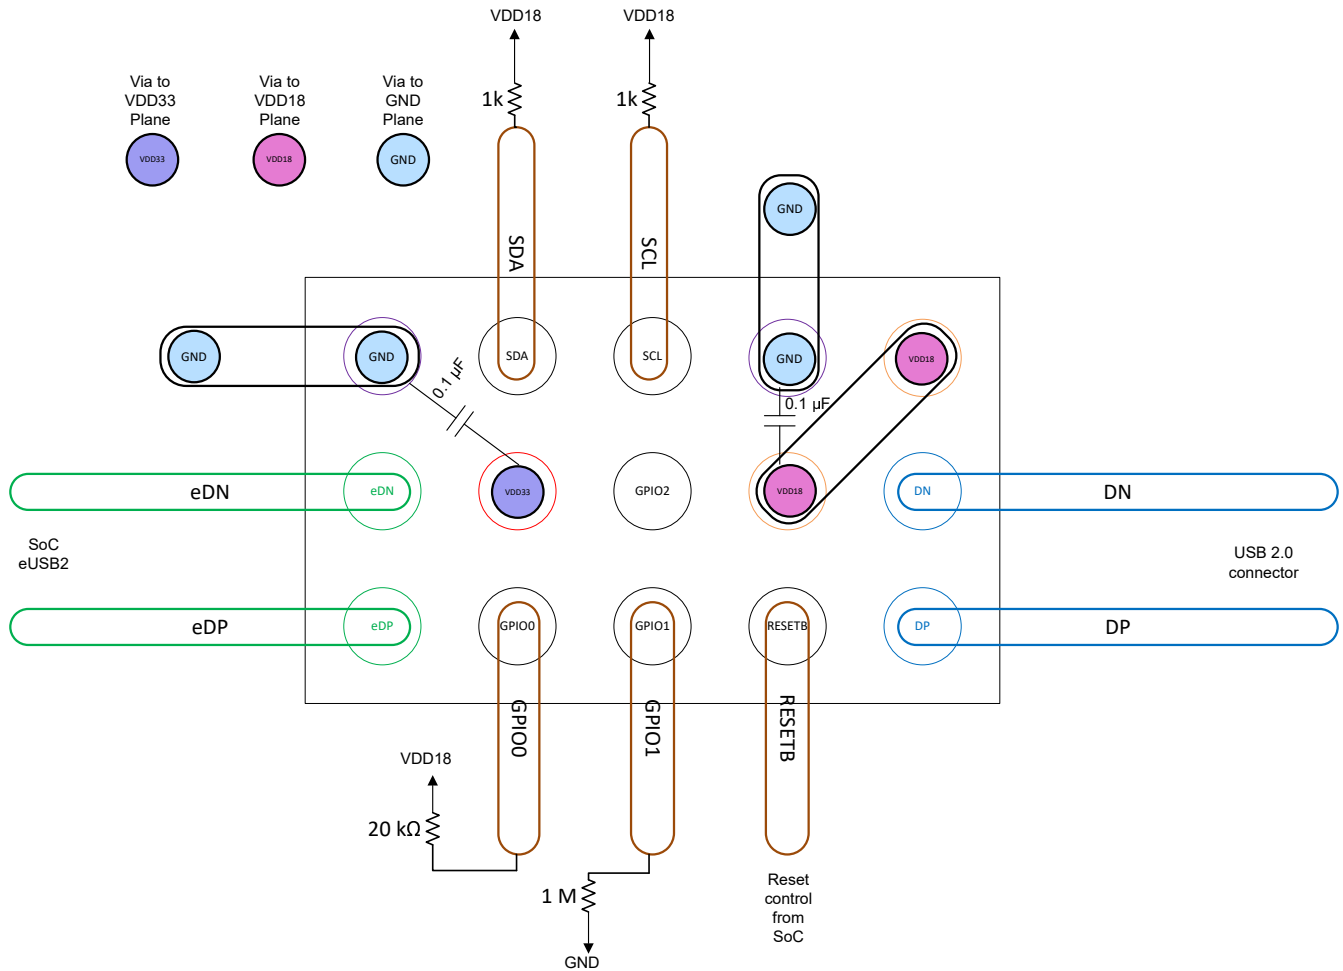 VDD18
VDD18
Via to
VDD33
Plane
Via to
VDD18
Plane
Via to
GND
Plane
1k
1k
VDD33
VDD18
GND
GND
SDA
SCL
GND
GND
SDA
SCL
GND
VDD18
0.1 µF
0.1 µF
eDN
eDN
VDD33
GPIO2
VDD18
DN
DN
SoC
eUSB2
USB 2.0
connector
eDP
eDP
GPIO0
GPIO1
RESETB
DP
DP
GPIO0
GPIO1
RESETB
VDD18
20 kΩ
1 M
GND
Reset
control
from
SoC